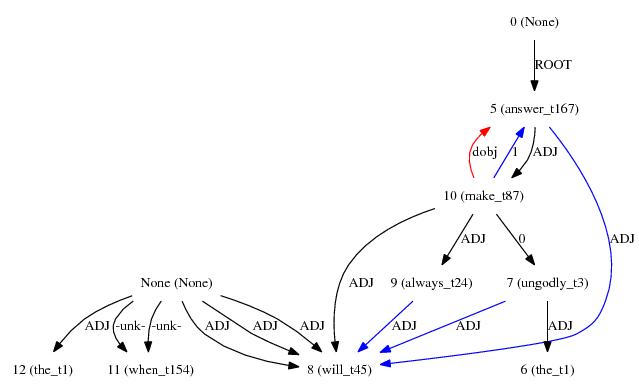 0 (None)
ROOT
5 (answer_t167)
dobj 1 ADJ
10 (make_t87)
ADJ 0 ADJ
None (None) ADJ 9 (always_t24) 7 (ungodly_t3)
ADJ -unk- -unk- ADJ ADJ ADJ ADJ ADJ ADJ
12 (the_t1) 11 (when_t154) 8 (will_t45) 6 (the_t1)